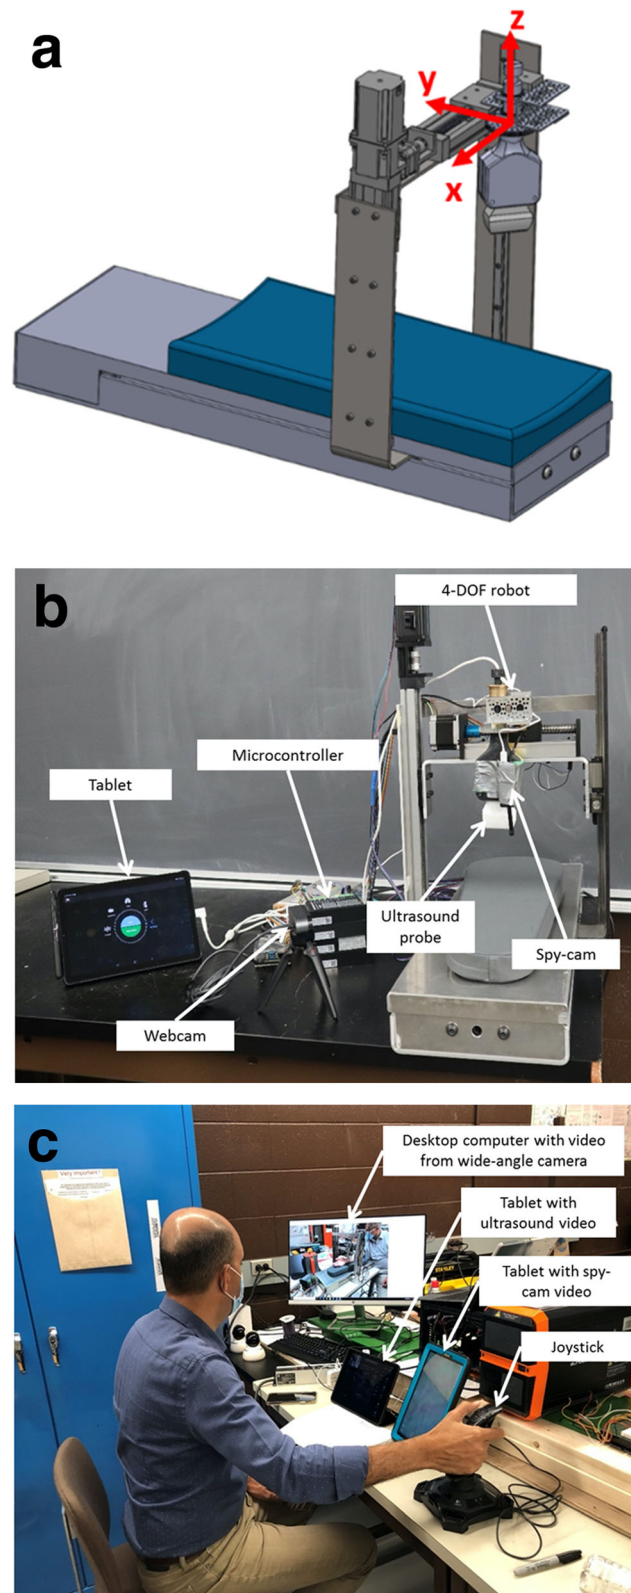 a
z
y
x
b
4-DOF robot
Microcontroller
Tablet
Ultrasound
probe
Spy-cam
Webcam
c
Very important!
Desktop computer with video
from wide-angle camera
Tablet with
ultrasound video
STANLEY
Tablet with spy-
cam video
Joystick